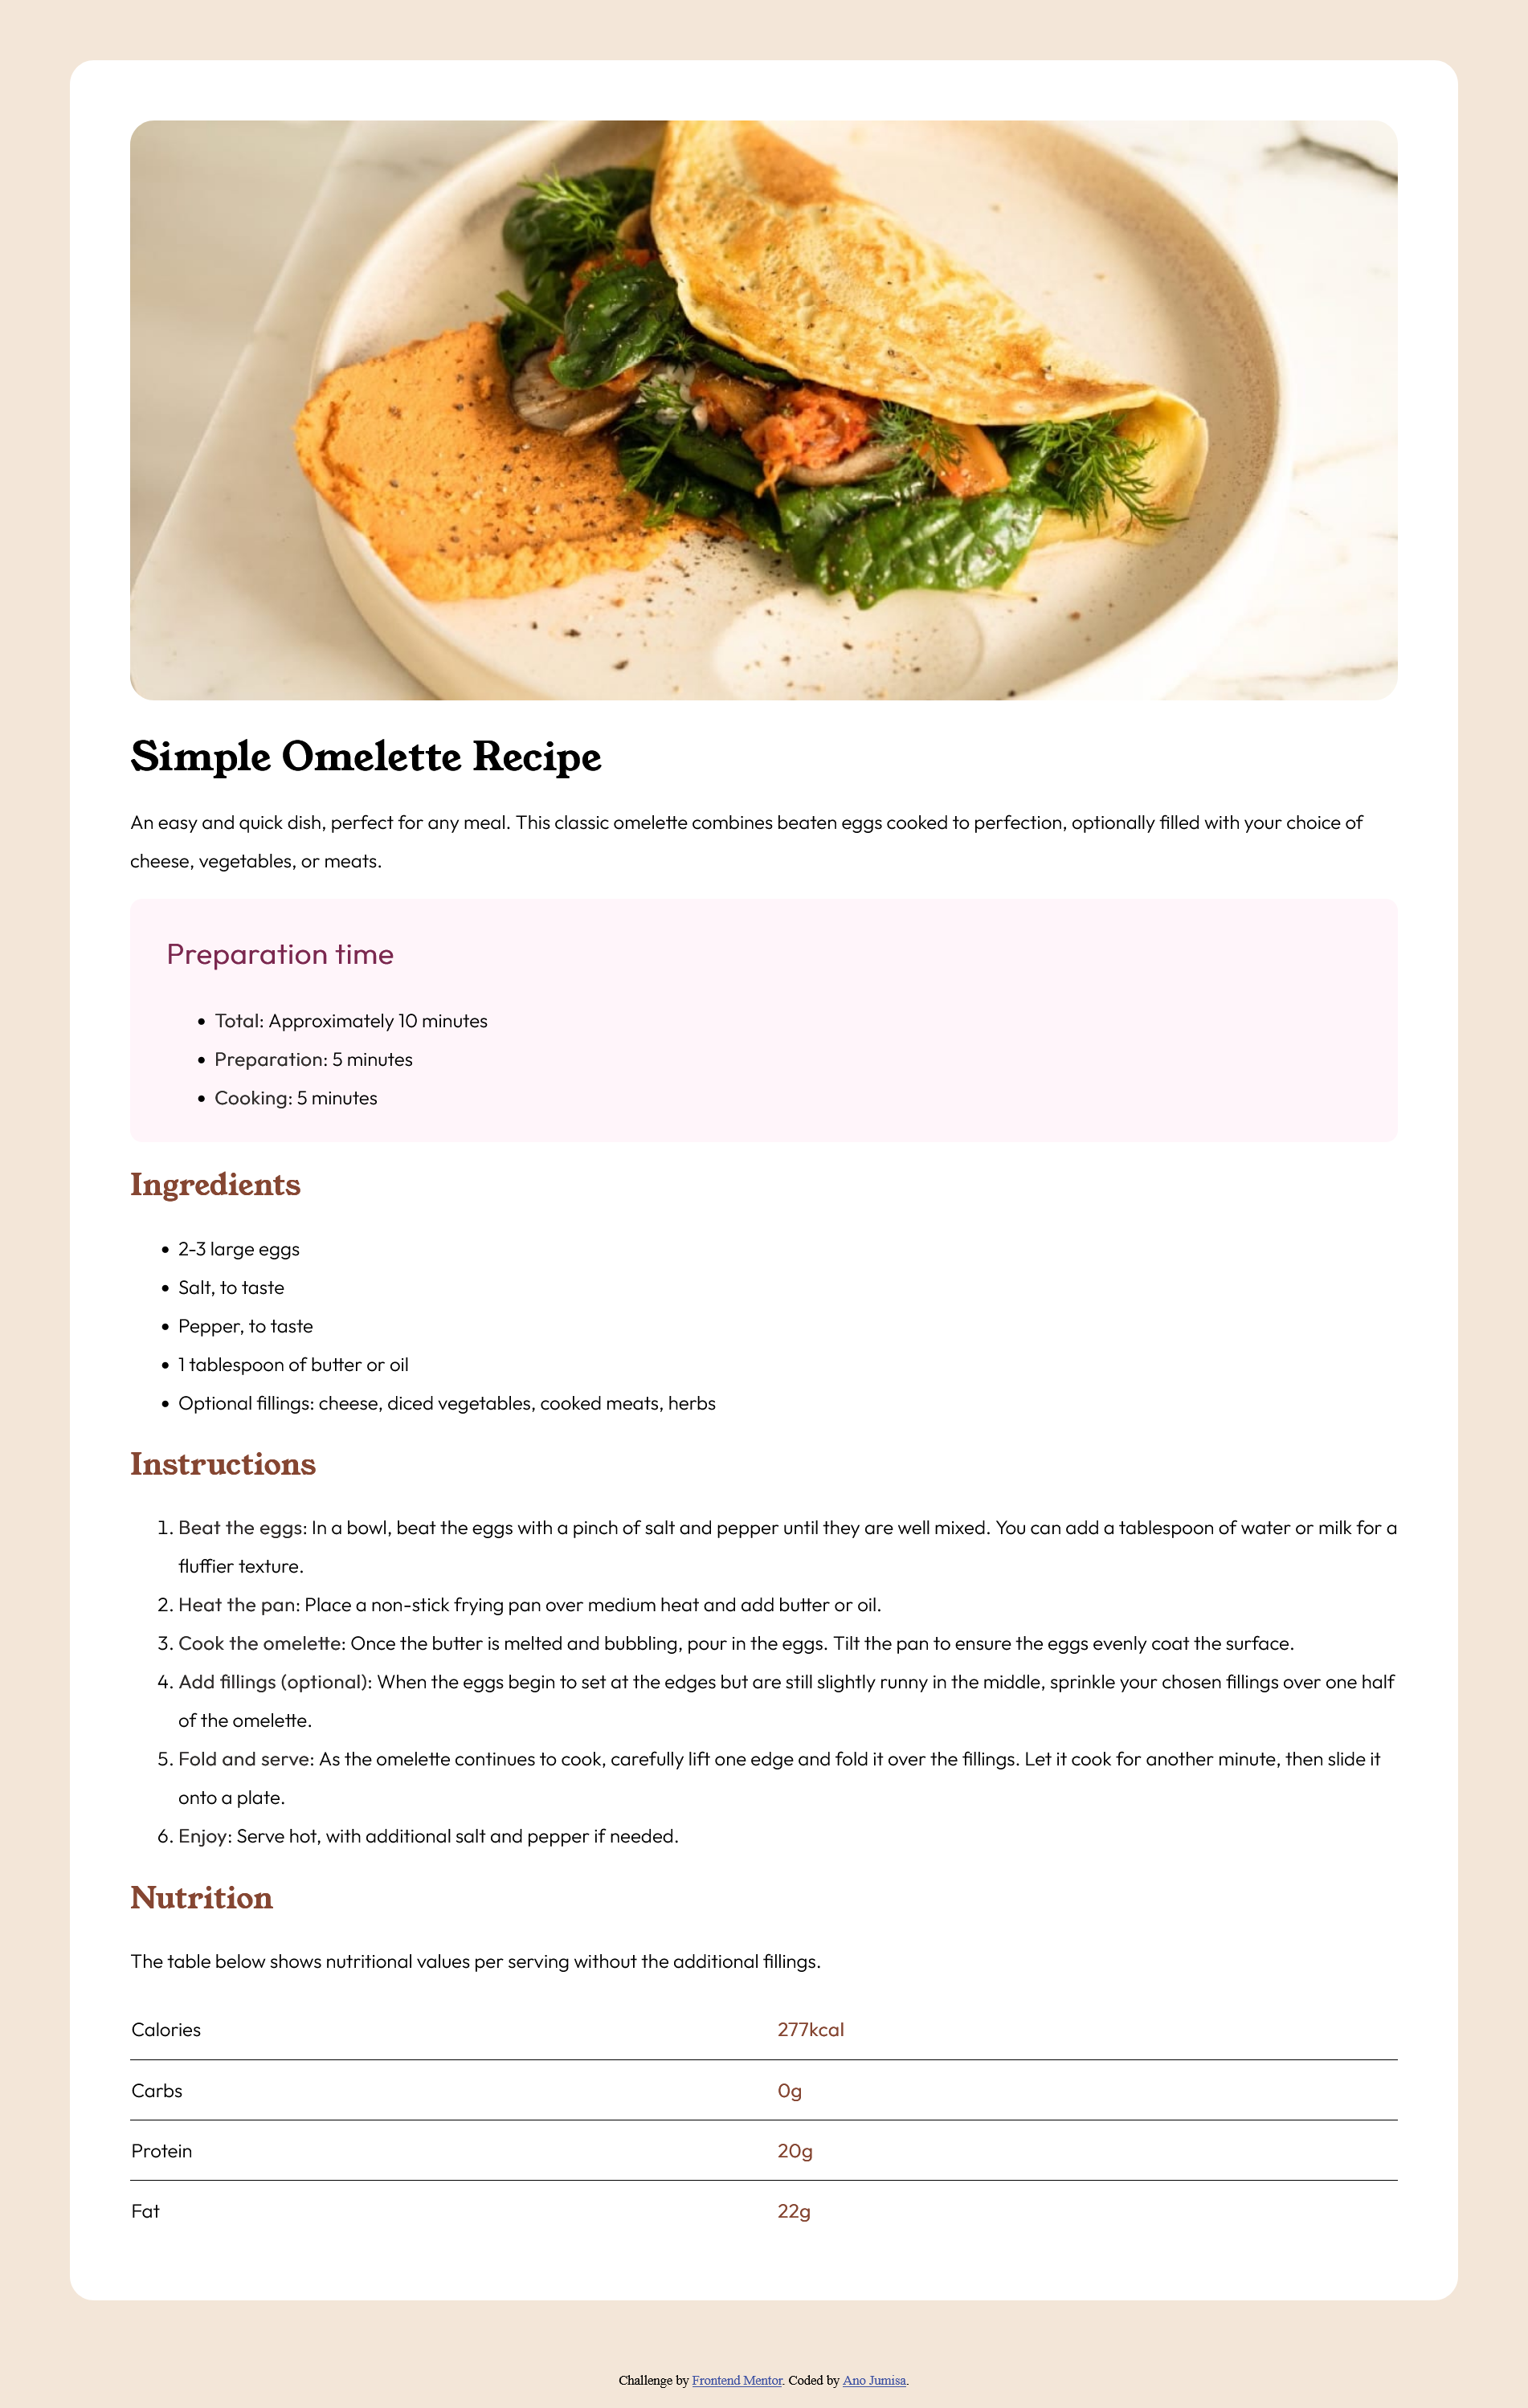 Simple Omelette Recipe
An easy and quick dish, perfect for any meal. This classic omelette combines beaten eggs cooked to perfection, optionally filled with your choice of
cheese, vegetables, or meats.
Preparation time
• Total: Approximately 10 minutes
• Preparation: 5 minutes
• Cooking: 5 minutes
Ingredients
• 2-3 large eggs
• Salt, to taste
• Pepper, to taste
• 1 tablespoon of butter or oil
• Optional fillings: cheese, diced vegetables, cooked meats, herbs
Instructions
1. Beat the eggs: In a bowl, beat the eggs with a pinch of salt and pepper until they are well mixed. You can add a tablespoon of water or milk for a
fluffier texture.
2. Heat the pan: Place a non-stick frying pan over medium heat and add butter or oil.
3. Cook the omelette: Once the butter is melted and bubbling, pour in the eggs. Tilt the pan to ensure the eggs evenly coat the surface.
4. Add fillings (optional): When the eggs begin to set at the edges but are still slightly runny in the middle, sprinkle your chosen fillings over one half
of the omelette.
5. Fold and serve: As the omelette continues to cook, carefully lift one edge and fold it over the fillings. Let it cook for another minute, then slide it
onto a plate.
6. Enjoy: Serve hot, with additional salt and pepper if needed.
Nutrition
The table below shows nutritional values per serving without the additional fillings.
Calories 277kcal
Carbs 0g
Protein 20g
Fat 22g
Challenge by Frontend Mentor. Coded by Ano Jumisa.